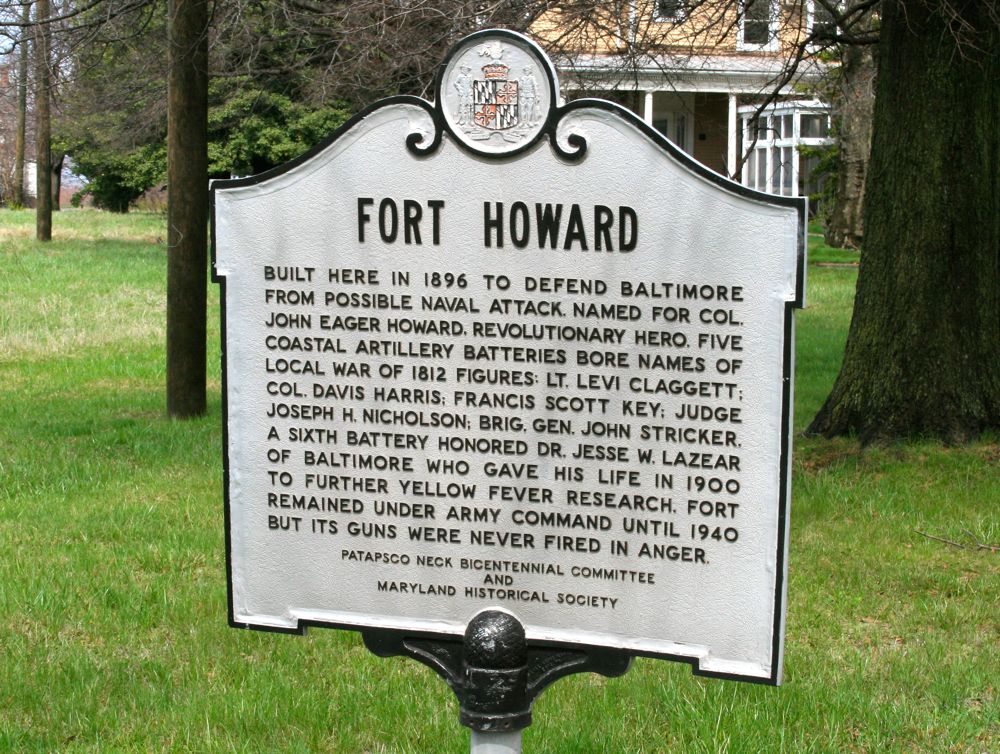 FORT HOWARD
BUILT HERE IN 1896 TO DEFEND BALTIMORE
FROM POSSIBLE NAVAL ATTACK. NAMED FOR COL.
JOHN EAGER HOWARD, REVOLUTIONARY HERO. FIVE
COASTAL ARTILLERY BATTERIES BORE NAMES OF
LOCAL WAR OF 1812 FIGURES: LT. LEVI CLAGGETT;
COL. DAVIS HARRIS; FRANCIS SCOTT KEY; JUDGE
JOSEPH H. NICHOLSON; BRIG. GEN. JOHN STRICKER.
A SIXTH BATTERY HONORED DR. JESSE W. LAZEAR
OF BALTIMORE WHO GAVE HIS LIFE IN 1900
TO FURTHER YELLOW FEVER RESEARCH. FORT
REMAINED UNDER ARMY COMMAND UNTIL 1940
BUT ITS GUNS WERE NEVER FIRED IN ANGER.
PATAPSCO NECK BICENTENNIAL COMMITTEE
AND
MARYLAND HISTORICAL SOCIETY